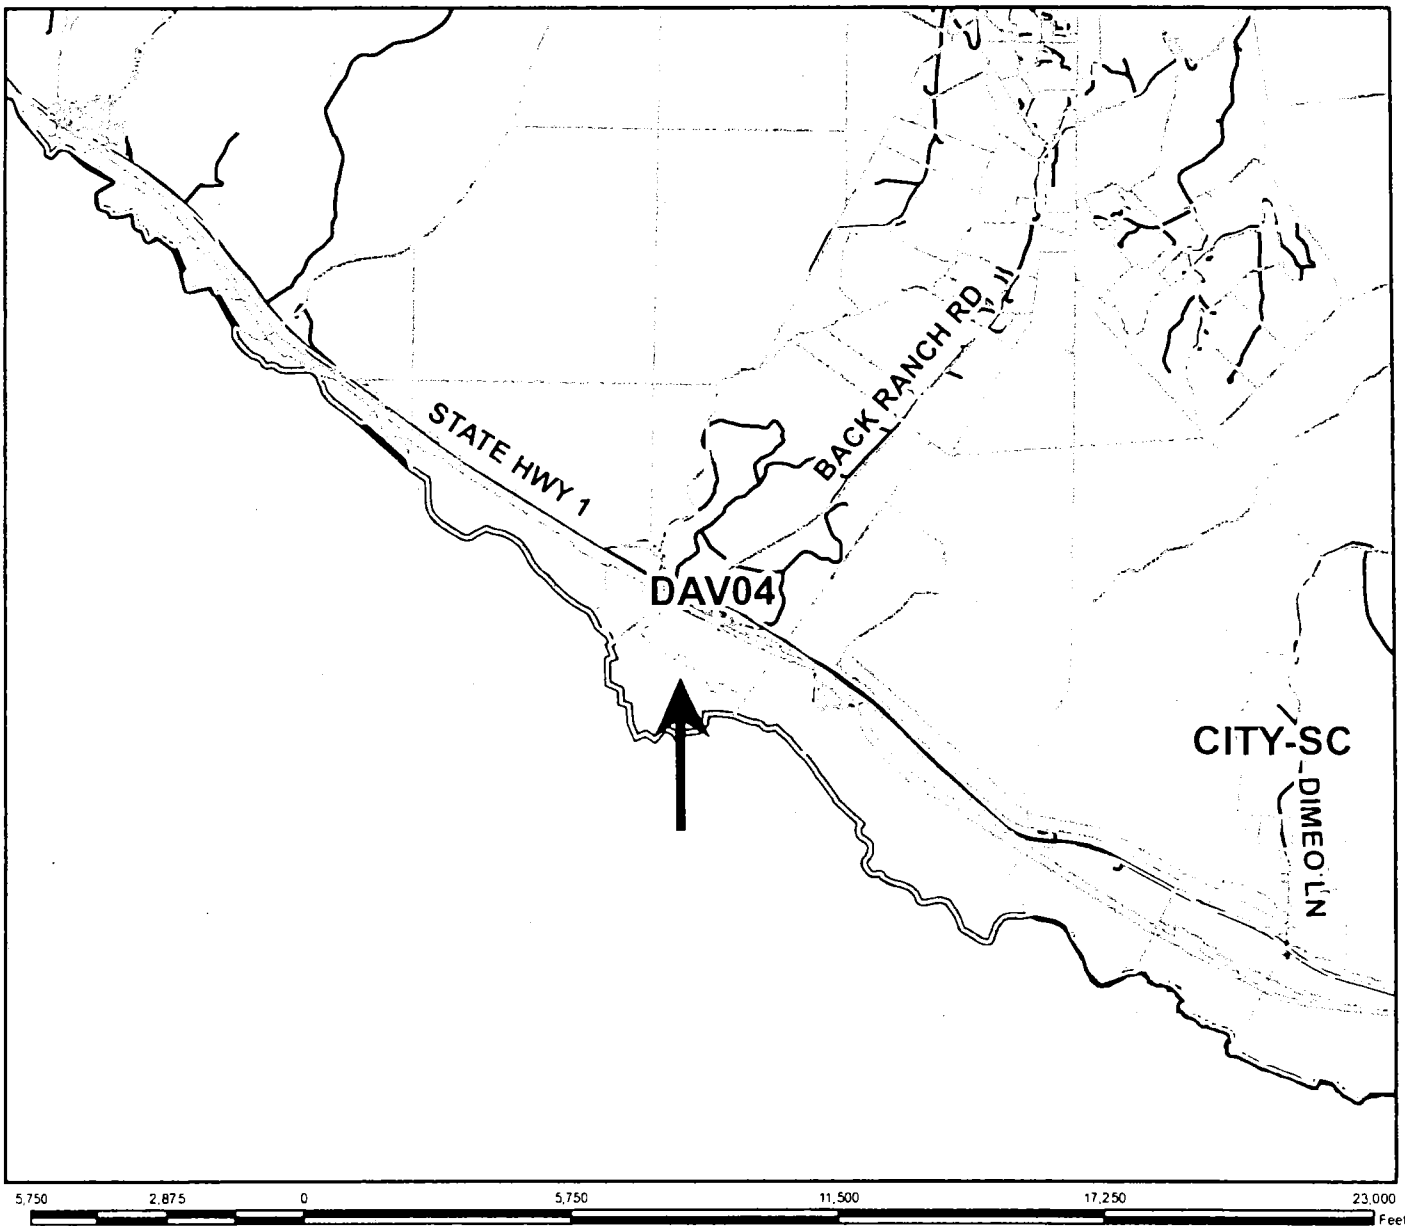 BACK RANCH RD
STATE HWY 1
DAV04
CITY-SC
DIMEO LN
5,750 2,875 0 5,750 11,500 17,250 23,000
Feet